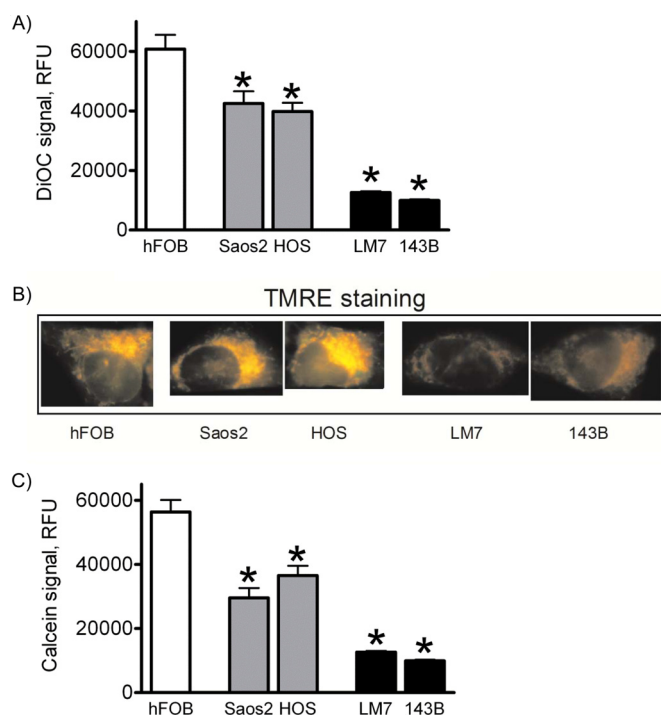 A)
DiOC signal, RFU
60000
40000
20000
0
* * * *
hFOB Saos2 HOS LM7 143B
B)
TMRE staining
hFOB Saos2 HOS LM7 143B
C)
Calcein signal, RFU
60000
40000
20000
0
* * * *
hFOB Saos2 HOS LM7 143B